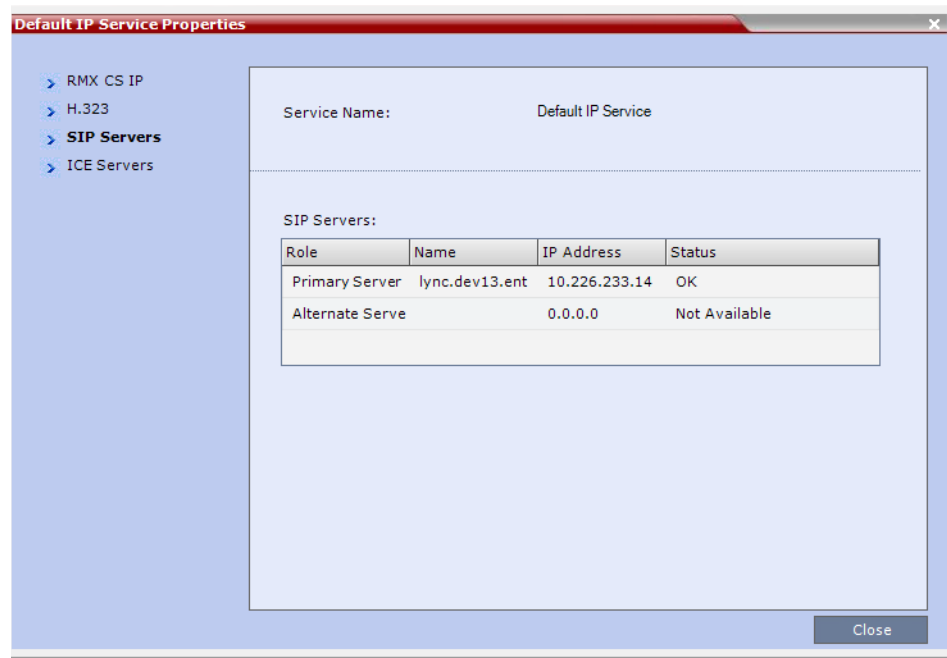 Default IP Service Properties
RMX CS IP
H.323
SIP Servers
ICE Servers
Service Name: Default IP Service
SIP Servers:
Role Name IP Address Status
Primary Server lync.dev13.ent 10.226.233.14 OK
Alternate Serve 0.0.0.0 Not Available
Close